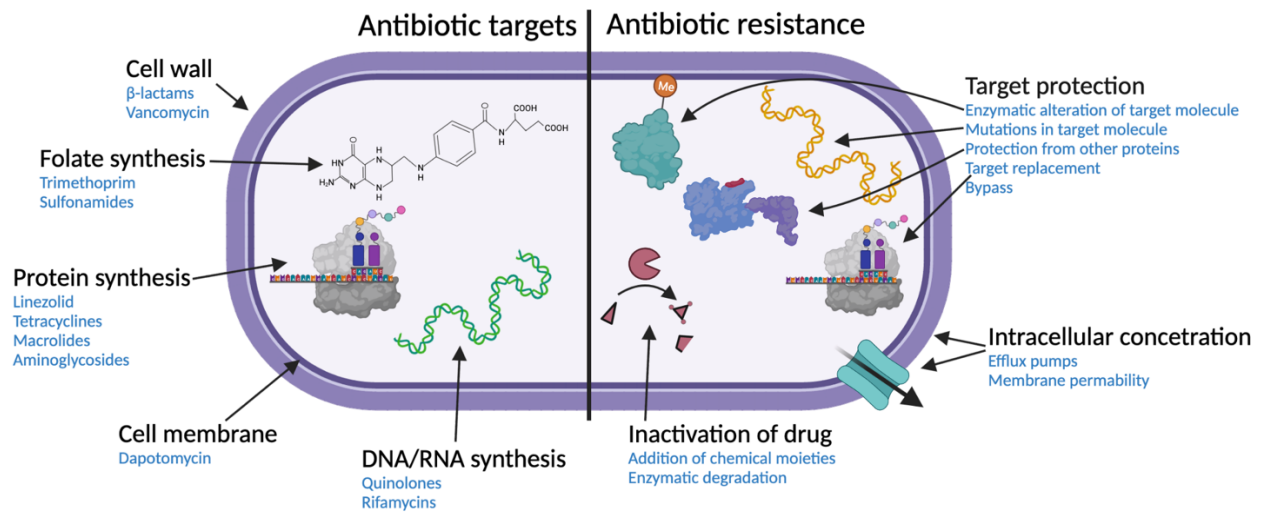 Antibiotic targets
Antibiotic resistance
Cell wall
β-lactams
Vancomycin
Folate synthesis
Trimethoprim
Sulfonamides
Protein synthesis
Linezolid
Tetracyclines
Macrolides
Aminoglycosides
Cell membrane
Dapotomycin
DNA/RNA synthesis
Quinolones
Rifamycins
O
COOH
COOH
N
H
O
HN
H
N
N
H
H₂N
N
N
H
Me
Target protection
Enzymatic alteration of target molecule
Mutations in target molecule
Protection from other proteins
Target replacement
Bypass
Intracellular concetration
Efflux pumps
Membrane permability
Inactivation of drug
Addition of chemical moieties
Enzymatic degradation